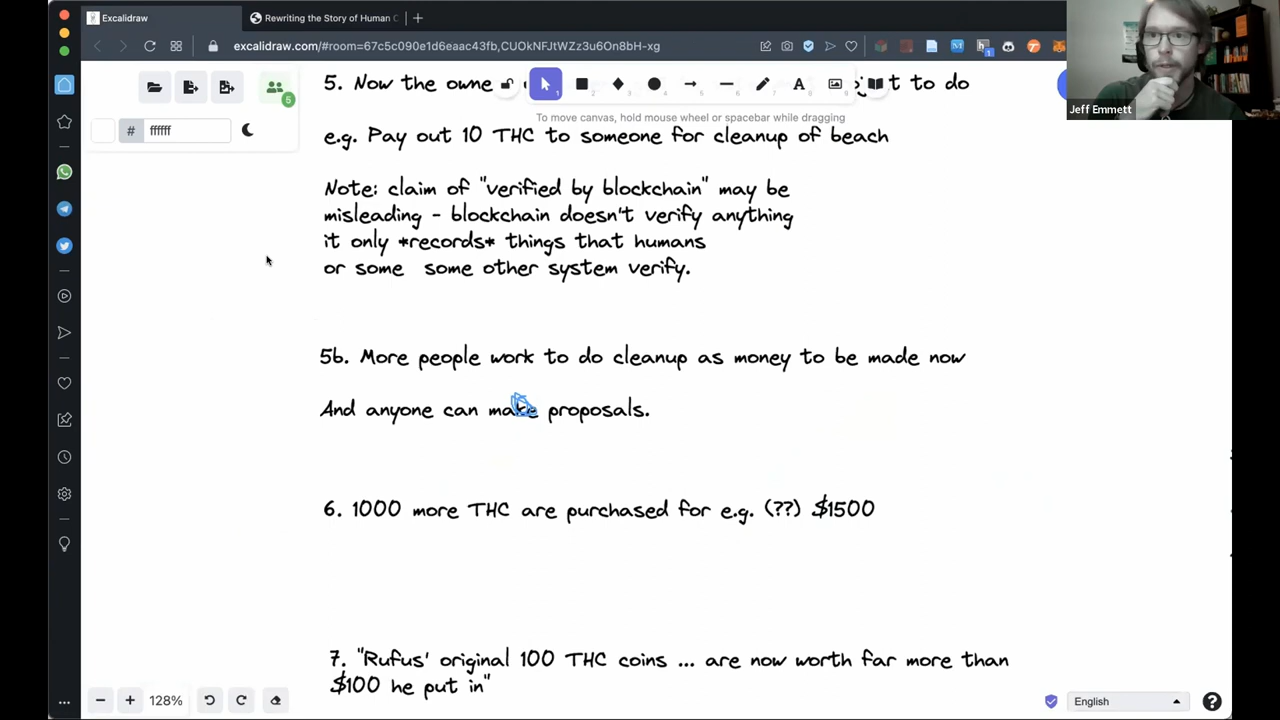 Excalidraw
Rewriting the Story of Human C
excalidraw.com/#room=67c5c090e1d6eaac43fb,CUOkNFJtWZz3u6On8bH-xg
Jeff Emmett
5. Now the owne
t to do
To move canvas, hold mouse wheel or spacebar while dragging
5
# ffffff
e.g. Pay out 10 THC to someone for cleanup of beach
Note: claim of "verified by blockchain" may be
misleading - blockchain doesn't verify anything
it only *records* things that humans
or some some other system verify.
5b. More people work to do cleanup as money to be made now
And anyone can make proposals.
6. 1000 more THC are purchased for e.g. (??) $1500
7. "Rufus' original 100 THC coins ... are now worth far more than
$100 he put in"
128%
English